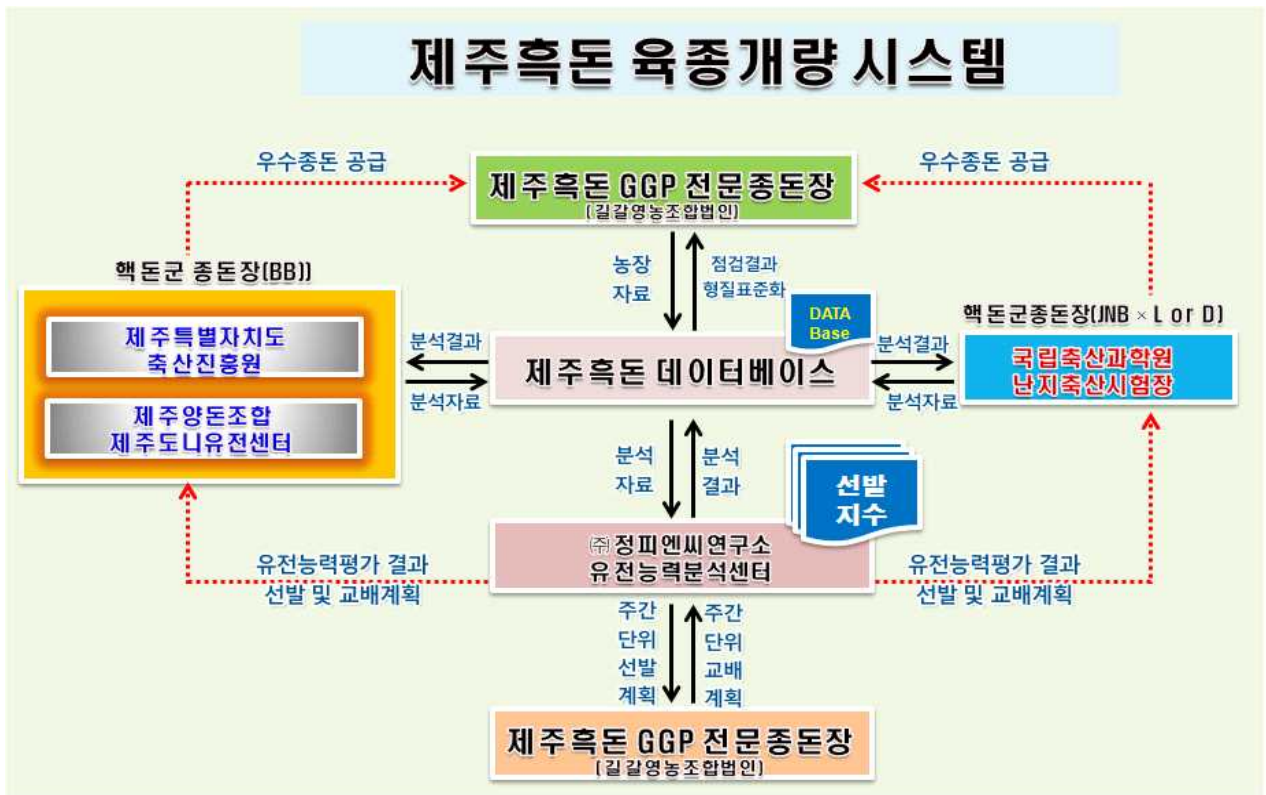 제주흑돈 육종개량 시스템
우수종돈 공급
우수종돈 공급
제주흑돈 GGP 전문종돈장
(길갈영농조합법인)
농장
자료
점검결과
형질표준화
핵돈군 종돈장(BB))
제주특별자치도
축산진흥원
제주양돈조합
제주도니유전센터
분석결과
분석자료
제주흑돈 데이터베이스
DATA
Base
분석결과
분석자료
핵돈군종돈장(JNB × L or D)
국립축산과학원
난지축산시험장
분석
자료
분석
결과
선발
지수
㈜정피엔씨연구소
유전능력분석센터
유전능력평가 결과
선발 및 교배계획
유전능력평가 결과
선발 및 교배계획
주간
단위
선발
계획
주간
단위
교배
계획
제주흑돈 GGP 전문종돈장
(길갈영농조합법인)